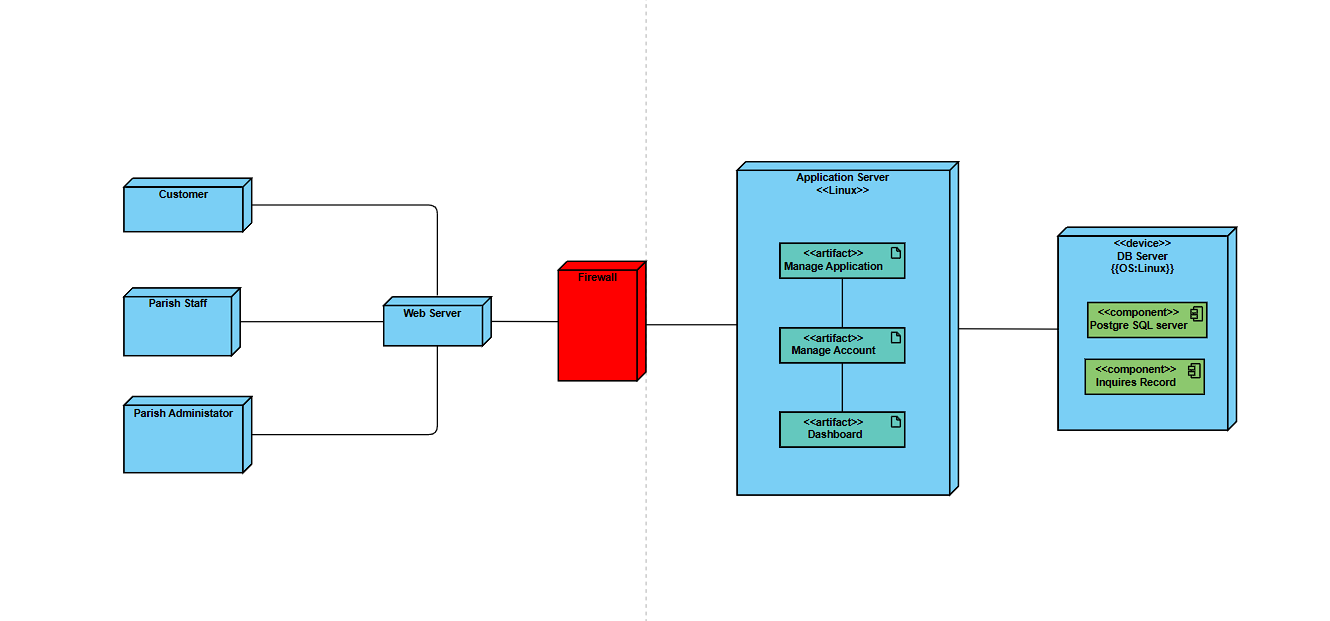 Customer
Parish Staff
Parish Administator
Web Server
Firewall
Application Server
<<Linux>>
<<artifact>>
Manage Application
<<artifact>>
Manage Account
<<artifact>>
Dashboard
<<device>>
DB Server
{{OS:Linux}}
<<component>>
Postgre SQL server
<<component>>
Inquires Record